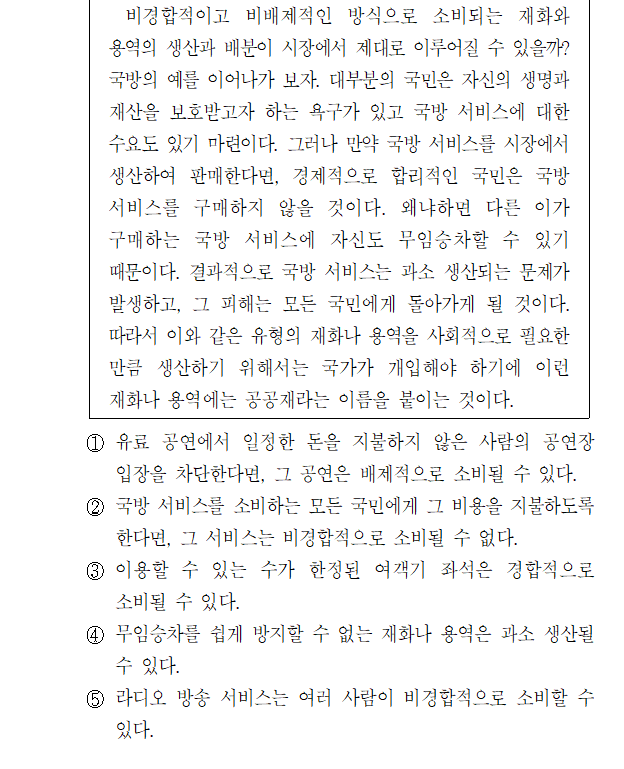 비경합적이고 비배제적인 방식으로 소비되는 재화와
용역의 생산과 배분이 시장에서 제대로 이루어질 수 있을까?
국방의 예를 이어나가 보자. 대부분의 국민은 자신의 생명과
재산을 보호받고자 하는 욕구가 있고 국방 서비스에 대한
수요도 있기 마련이다. 그러나 만약 국방 서비스를 시장에서
생산하여 판매한다면, 경제적으로 합리적인 국민은 국방
서비스를 구매하지 않을 것이다. 왜냐하면 다른 이가
구매하는 국방 서비스에 자신도 무임승차할 수 있기
때문이다. 결과적으로 국방 서비스는 과소 생산되는 문제가
발생하고, 그 피해는 모든 국민에게 돌아가게 될 것이다.
따라서 이와 같은 유형의 재화나 용역을 사회적으로 필요한
만큼 생산하기 위해서는 국가가 개입해야 하기에 이런
재화나 용역에는 공공재라는 이름을 붙이는 것이다.
① 유료 공연에서 일정한 돈을 지불하지 않은 사람의 공연장
입장을 차단한다면, 그 공연은 배제적으로 소비될 수 있다.
② 국방 서비스를 소비하는 모든 국민에게 그 비용을 지불하도록
한다면, 그 서비스는 비경합적으로 소비될 수 없다.
③ 이용할 수 있는 수가 한정된 여객기 좌석은 경합적으로
소비될 수 있다.
④ 무임승차를 쉽게 방지할 수 없는 재화나 용역은 과소 생산될
수 있다.
⑤ 라디오 방송 서비스는 여러 사람이 비경합적으로 소비할 수
있다.